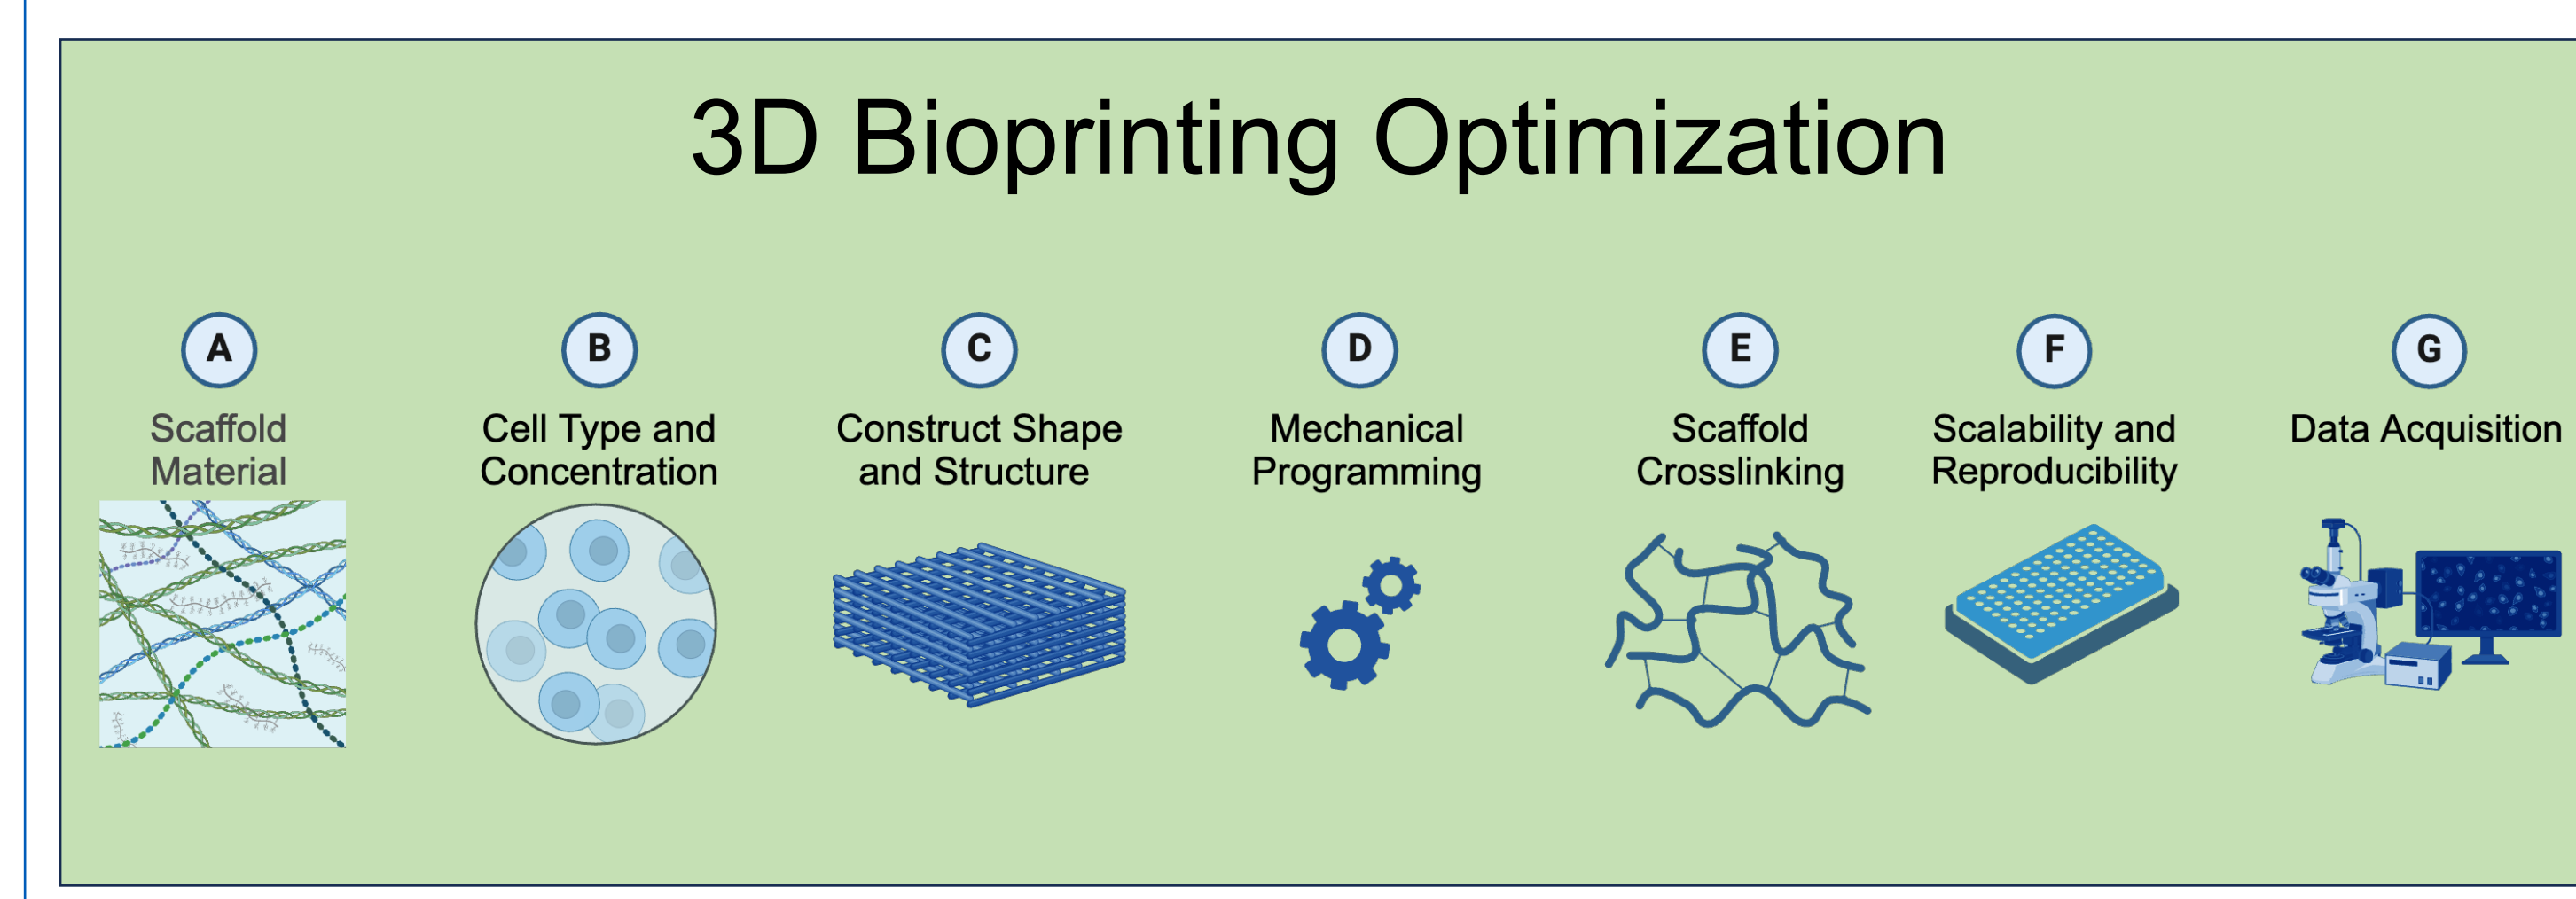 3D Bioprinting Optimization
A
Scaffold
Material
B
Cell Type and
Concentration
C
Construct Shape
and Structure
D
Mechanical
Programming
E
Scaffold
Crosslinking
F
Scalability and
Reproducibility
G
Data Acquisition